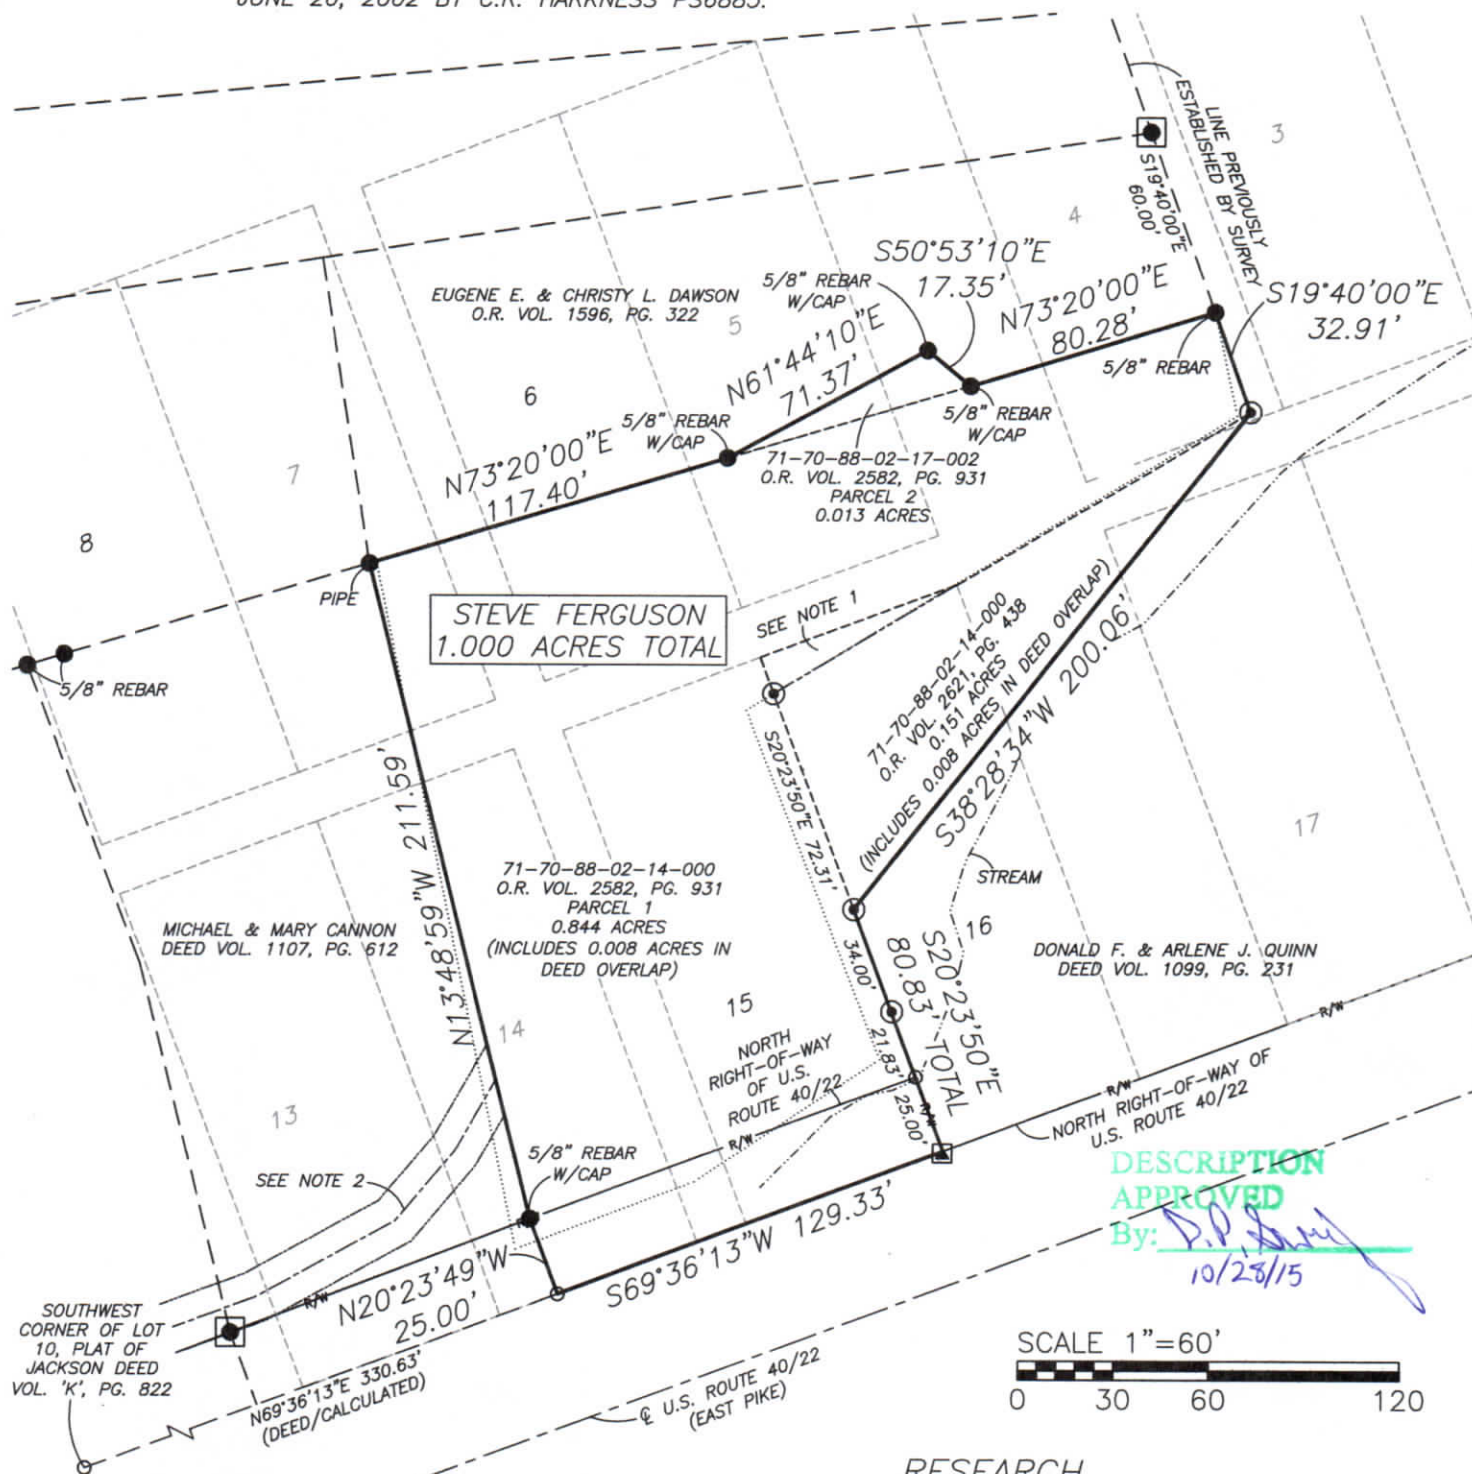 JUNE 20, 2002 BY C.R. HARKNESS PS6885.
LINE PREVIOUSLY
ESTABLISHED BY SURVEY
3
S19°40'00"E
60.00'
4
S50°53'10"E
17.35'
5/8" REBAR
W/CAP
EUGENE E. & CHRISTY L. DAWSON
O.R. VOL. 1596, PG. 322
5
N73°20'00"E
80.28'
S19°40'00"E
32.91'
5/8" REBAR
N61°44'10"E
71.37'
6
5/8" REBAR
W/CAP
5/8" REBAR
W/CAP
N73°20'00"E
117.40'
71-70-88-02-17-002
O.R. VOL. 2582, PG. 931
PARCEL 2
0.013 ACRES
7
8
PIPE
STEVE FERGUSON
1.000 ACRES TOTAL
SEE NOTE 1
5/8" REBAR
71-70-88-02-14-000
O.R. VOL. 2621, PG. 438
0.151 ACRES
(INCLUDES 0.008 ACRES IN DEED OVERLAP)
S38°28'34"W 200.06'
S20°23'50"E 72.31'
N13°48'59"W 211.59'
17
STREAM
71-70-88-02-14-000
O.R. VOL. 2582, PG. 931
PARCEL 1
0.844 ACRES
(INCLUDES 0.008 ACRES IN
DEED OVERLAP)
MICHAEL & MARY CANNON
DEED VOL. 1107, PG. 612
16
DONALD F. & ARLENE J. QUINN
DEED VOL. 1099, PG. 231
34.00'
S20°23'50"E
80.83'-TOTAL
15
14
NORTH
RIGHT-OF-WAY
OF U.S.
ROUTE 40/22
21.83'
25.00'
R/W
R/W
R/W
R/W
NORTH RIGHT-OF-WAY OF
U.S. ROUTE 40/22
13
SEE NOTE 2
5/8" REBAR
W/CAP
DESCRIPTION
APPROVED
By:
10/28/15
S69°36'13"W 129.33'
N20°23'49"W
25.00'
R/W
SOUTHWEST
CORNER OF LOT
10, PLAT OF
JACKSON DEED
VOL. 'K', PG. 822
N69°36'13"E 330.63'
(DEED/CALCULATED)
℄ U.S. ROUTE 40/22
(EAST PIKE)
SCALE 1"=60'
0 30 60 120
RESEARCH